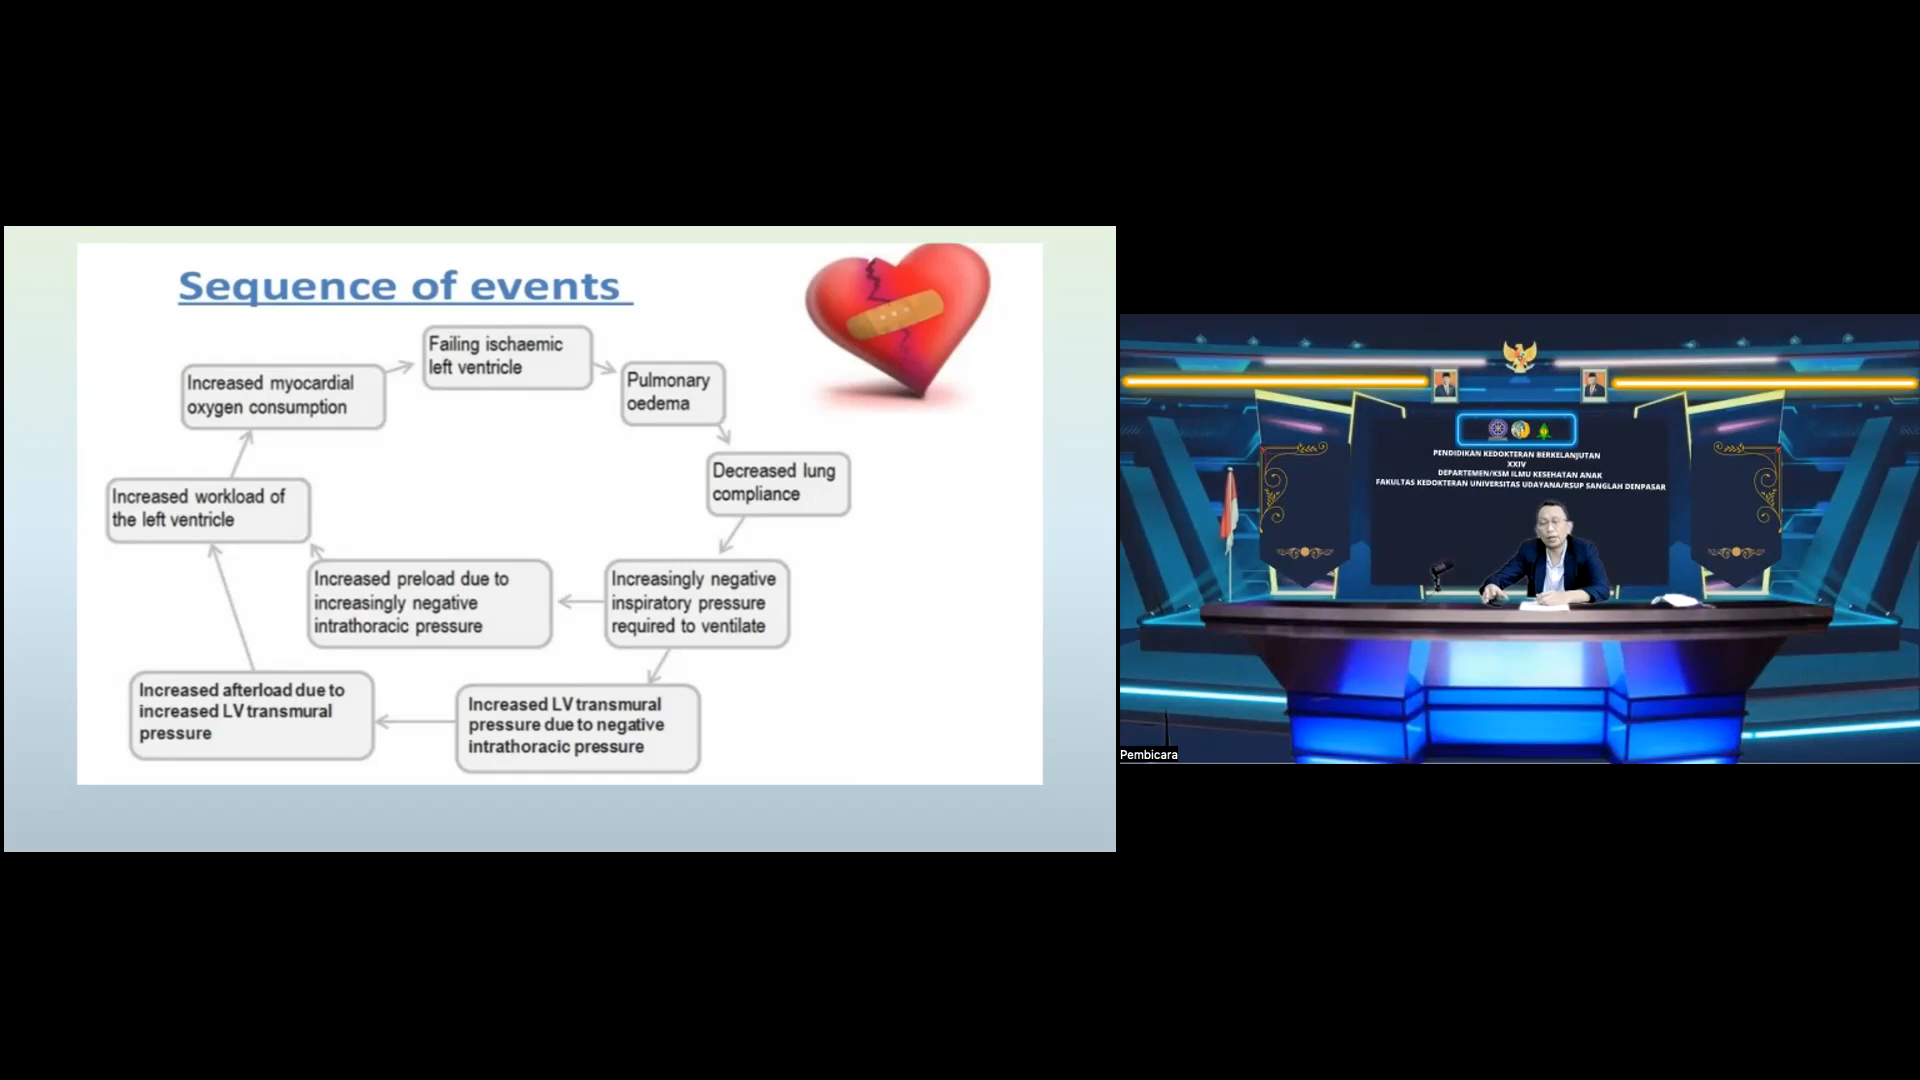 Sequence of events
Failing ischaemic
left ventricle
Pulmonary
oedema
Decreased lung
compliance
Increasingly negative
inspiratory pressure
required to ventilate
Increased preload due to
increasingly negative
intrathoracic pressure
Increased LV transmural
pressure due to negative
intrathoracic pressure
Increased afterload due to
increased LV transmural
pressure
Increased workload of
the left ventricle
Increased myocardial
oxygen consumption
PENDIDIKAN KEDOKTERAN BERKELANJUTAN
XXIV
DEPARTEMEN/KSM ILMU KESEHATAN ANAK
FAKULTAS KEDOKTERAN UNIVERSITAS UDAYANA/RSUP SANGLAH DENPASAR
Pembicara